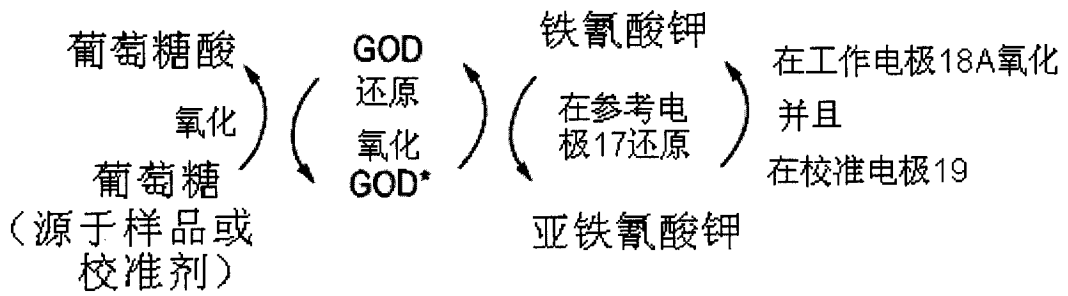 葡萄糖酸
氧化
葡萄糖
（源于样品或
校准剂）
GOD
还原
氧化
GOD*
铁氰酸钾
在参考电
极17还原
亚铁氰酸钾
在工作电极18A氧化
并且
在校准电极19